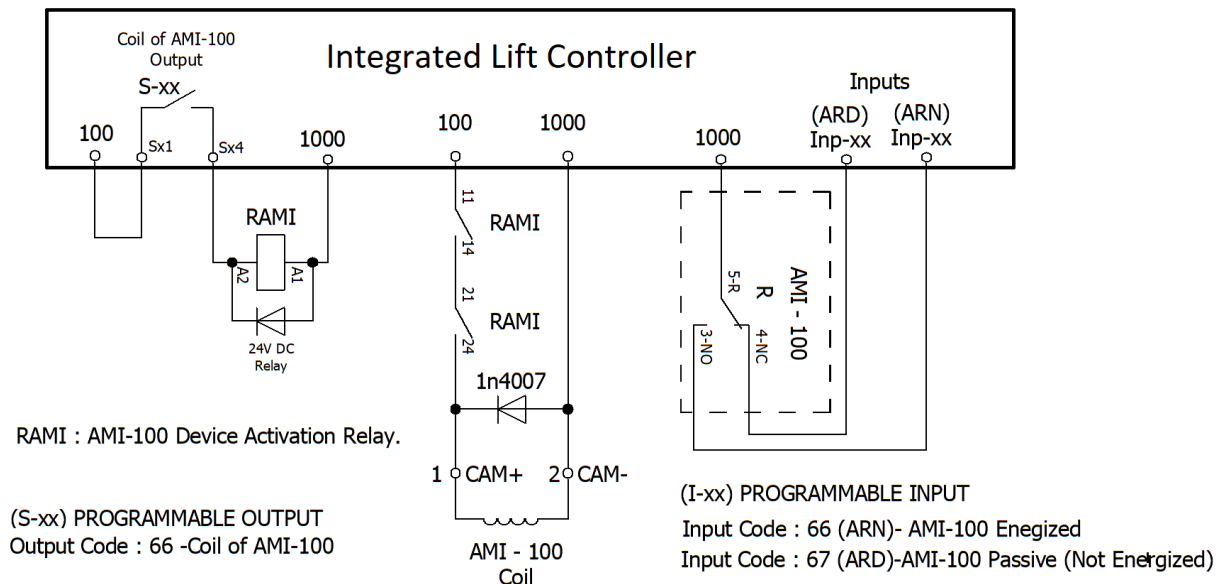 Coil of AMI-100
Output
Integrated Lift Controller
S-xx
Inputs
(ARD)
(ARN)
100
Sx1
Sx4
1000
100
1000
1000
Inp-xx
Inp-xx
RAMI
A2
A1
24V DC
Relay
11
14
RAMI
21
24
RAMI
1n4007
5-R
R
AMI - 100
3-NO
4-NC
RAMI : AMI-100 Device Activation Relay.
1
CAM+
2
CAM-
(S-xx) PROGRAMMABLE OUTPUT
Output Code : 66 -Coil of AMI-100
AMI - 100
Coil
(I-xx) PROGRAMMABLE INPUT
Input Code : 66 (ARN)- AMI-100 Enegized
Input Code : 67 (ARD)-AMI-100 Passive (Not Energized)